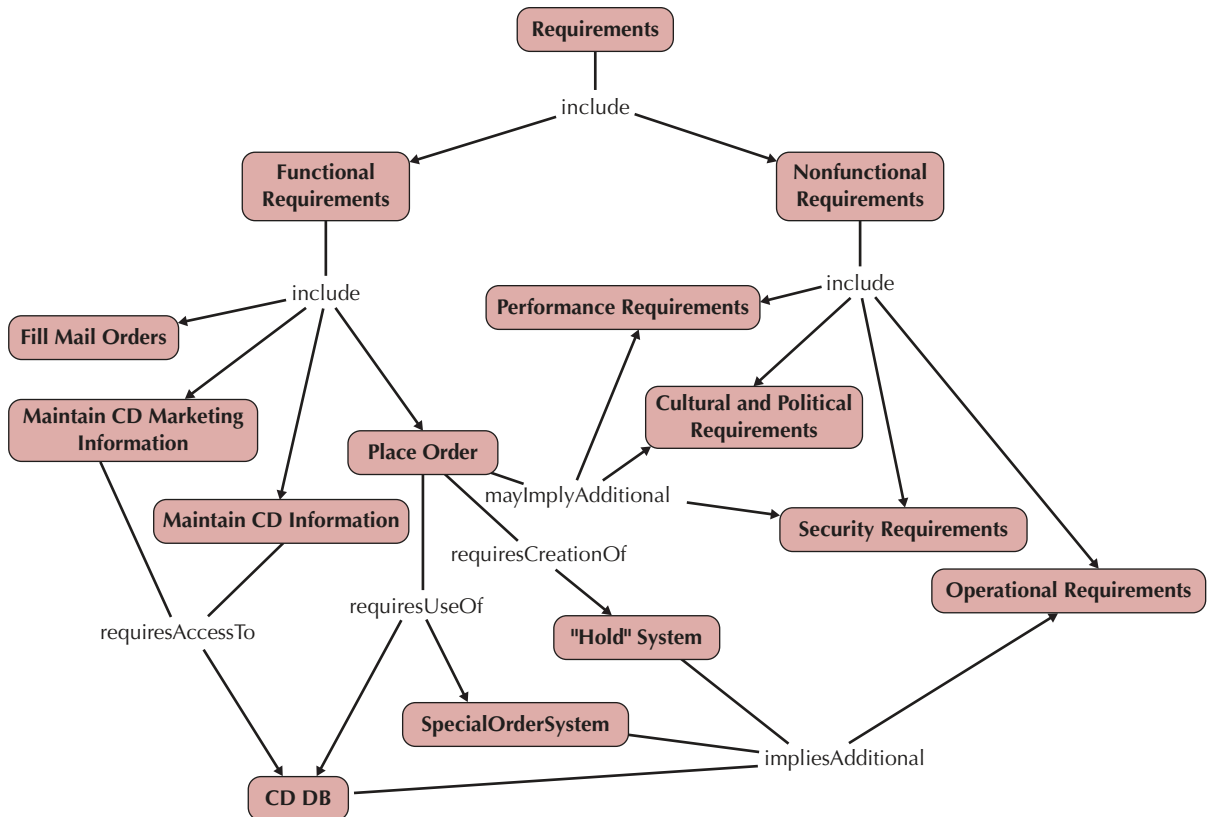 Requirements
include
Functional
Requirements
Nonfunctional
Requirements
include
include
Performance Requirements
Fill Mail Orders
Cultural and Political
Requirements
Maintain CD Marketing
Information
Place Order
mayImplyAdditional
Maintain CD Information
Security Requirements
requiresCreationOf
Operational Requirements
requiresUseOf
requiresAccessTo
"Hold" System
SpecialOrderSystem
impliesAdditional
CD DB